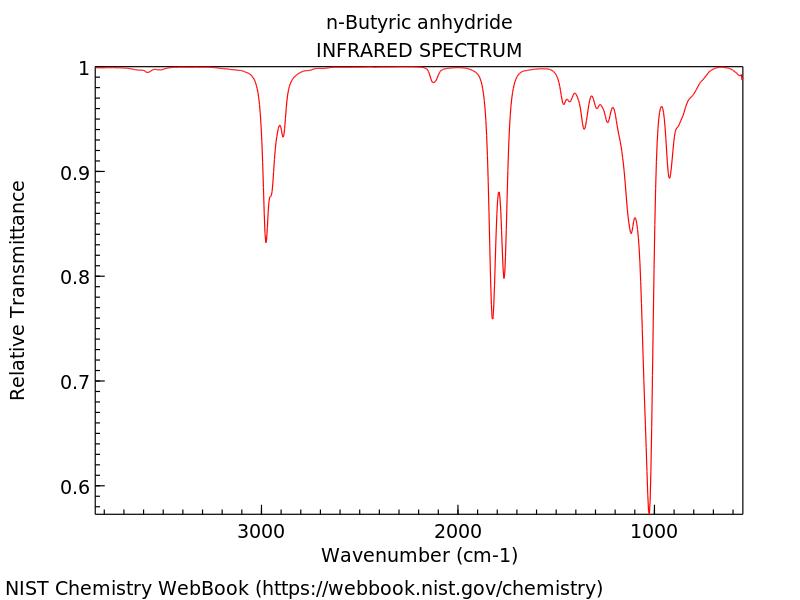 n-Butyric anhydride
INFRARED SPECTRUM
1
0.9
0.8
0.7
0.6
Relative Transmittance
3000 2000 1000
Wavenumber (cm-1)
NIST Chemistry WebBook (https://webbook.nist.gov/chemistry)